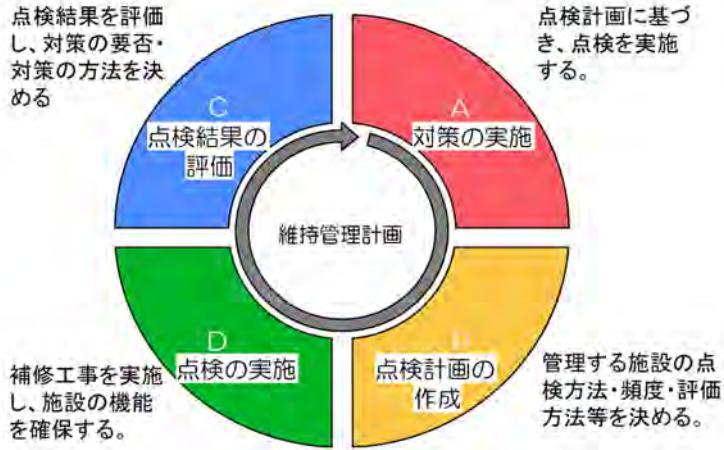 点検結果を評価
し、対策の要否・
対策の方法を決
める
点検計画に基づ
き、点検を実施
する。
C
点検結果の
評価
A
対策の実施
維持管理計画
D
点検の実施
P
点検計画の
作成
補修工事を実施
し、施設の機能
を確保する。
管理する施設の点
検方法・頻度・評価
方法等を決める。